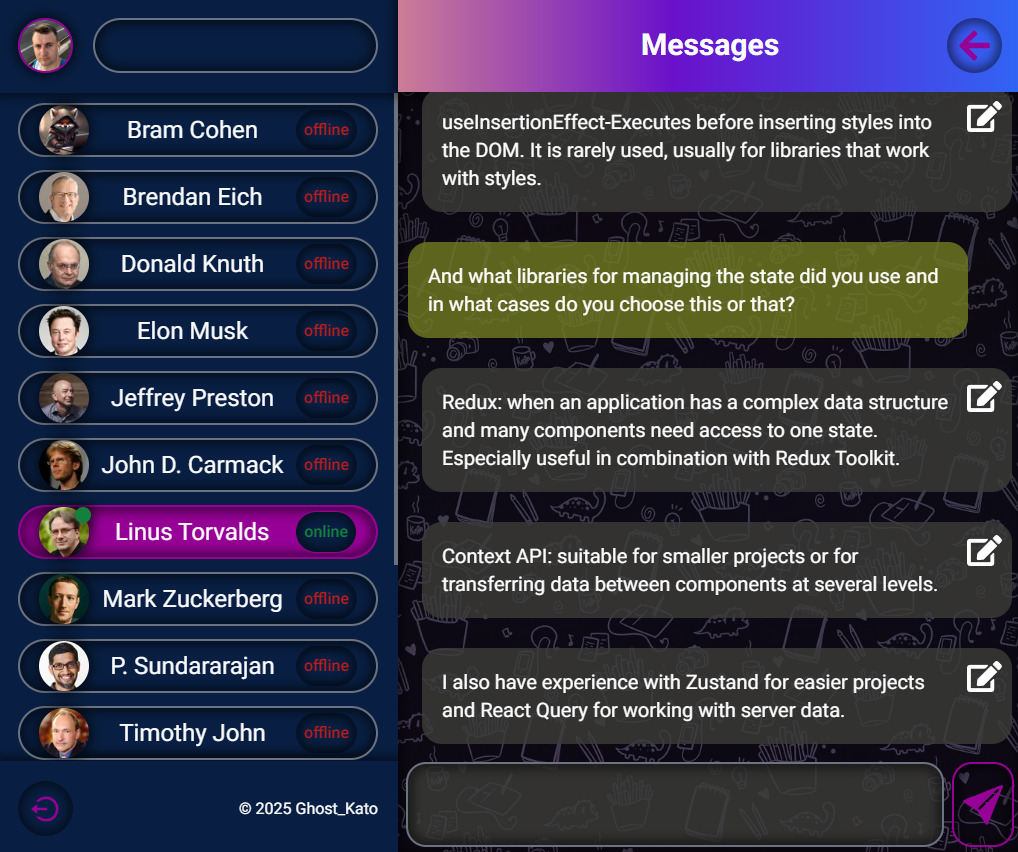 Messages
Bram Cohen offline
Brendan Eich offline
Donald Knuth offline
Elon Musk offline
Jeffrey Preston offline
John D. Carmack offline
Linus Torvalds online
Mark Zuckerberg offline
P. Sundararajan offline
Timothy John offline
© 2025 Ghost_Kato
useInsertionEffect-Executes before inserting styles into
the DOM. It is rarely used, usually for libraries that work
with styles.
And what libraries for managing the state did you use and
in what cases do you choose this or that?
Redux: when an application has a complex data structure
and many components need access to one state.
Especially useful in combination with Redux Toolkit.
Context API: suitable for smaller projects or for
transferring data between components at several levels.
I also have experience with Zustand for easier projects
and React Query for working with server data.